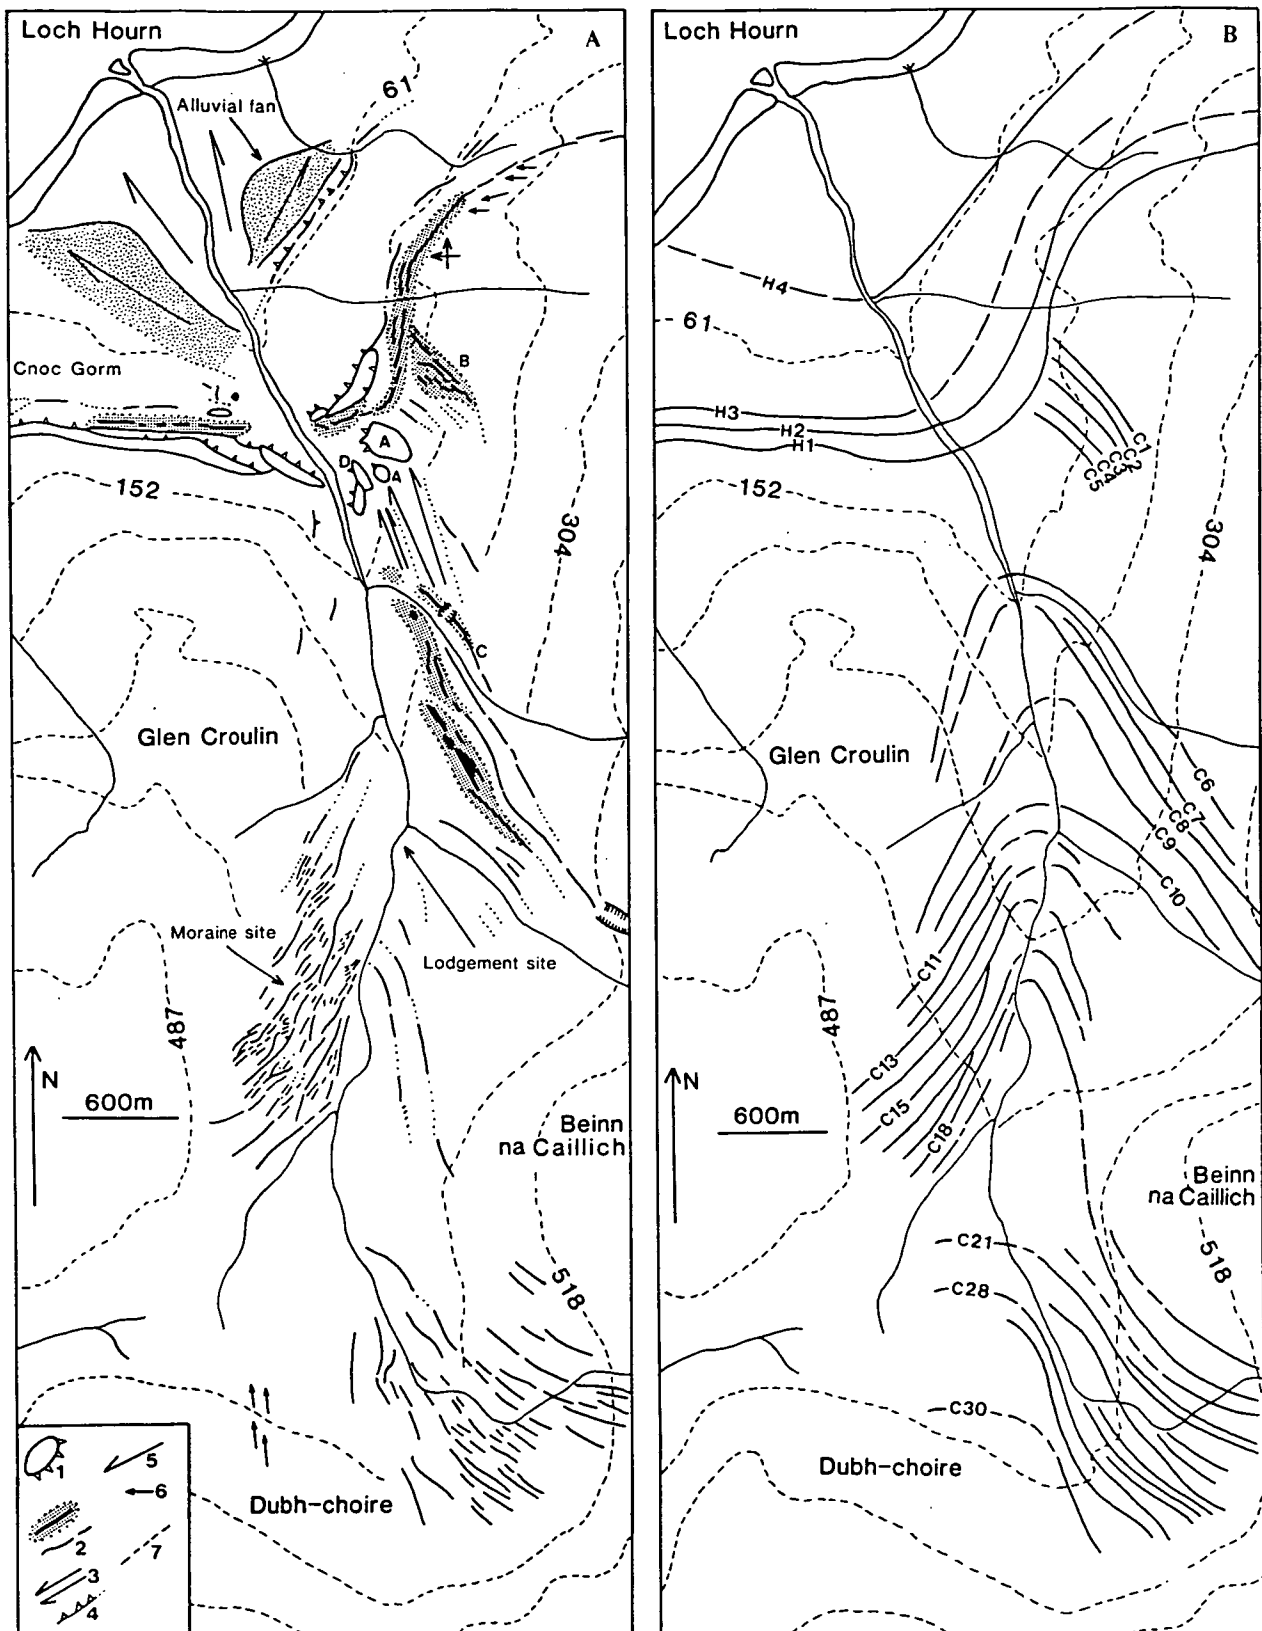 Loch Hourn
A
61
Alluvial fan
Cnoc Gorm
B
A
D
A
152
304
C
Glen Croulin
Moraine site
Lodgement site
487
N
600m
Beinn
na Caillich
518
Dubh-choire
1
5
6
2
7
3
4
Loch Hourn
B
H4
61
H3
H2
H1
C1
C2
C3
C4
C5
152
304
Glen Croulin
C6
C7
C8
C9
C10
C11
487
C13
C15
C18
N
600m
Beinn
na Caillich
C21
518
C28
C30
Dubh-choire